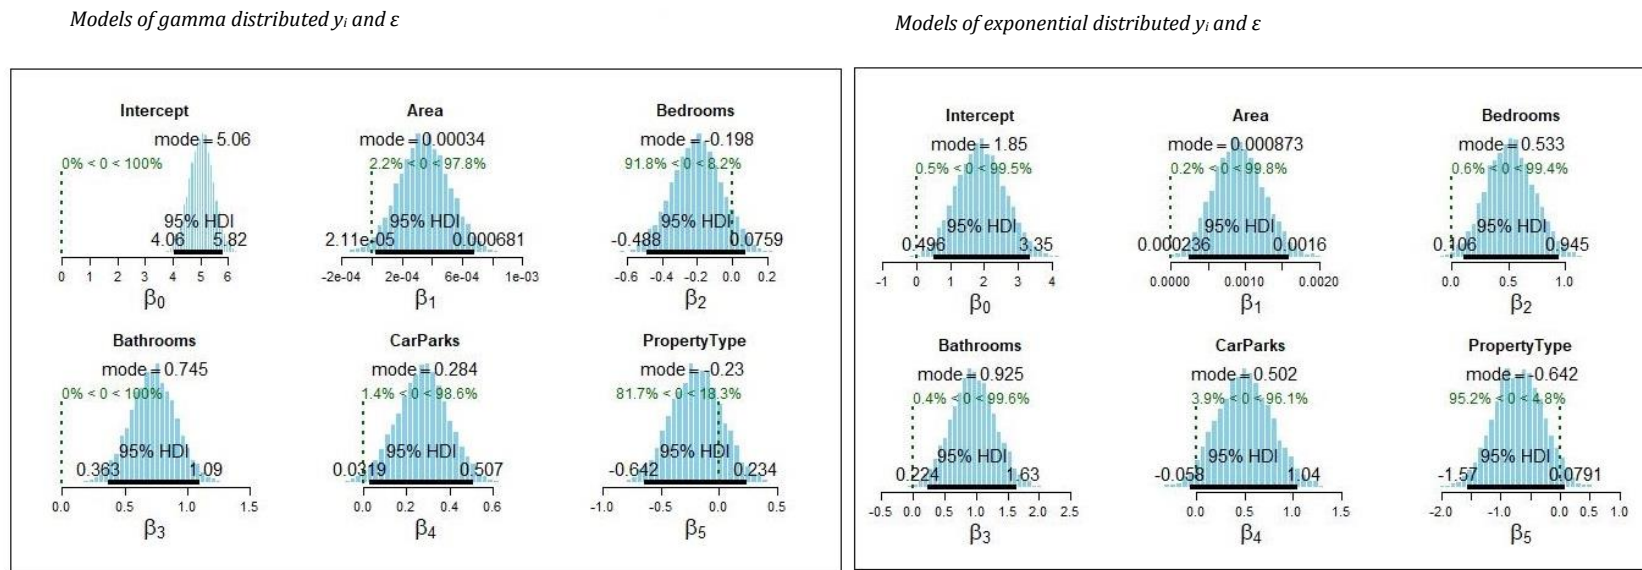 Models of gamma distributed yi and ε
Intercept
mode = 5.06
0% < 0 < 100%
95% HDI
4.06 5.82
0 1 2 3 4 5 6
β0
Area
mode = 0.00034
2.2% < 0 < 97.8%
95% HDI
2.11e-05 0.000681
-2e-04 2e-04 6e-04 1e-03
β1
Bedrooms
mode = -0.198
91.8% < 0 < 8.2%
95% HDI
-0.488 0.0759
-0.6 -0.4 -0.2 0.0 0.2
β2
Bathrooms
mode = 0.745
0% < 0 < 100%
95% HDI
0.363 1.09
0.0 0.5 1.0 1.5
β3
CarParks
mode = 0.284
1.4% < 0 < 98.6%
95% HDI
0.0319 0.507
0.0 0.2 0.4 0.6
β4
PropertyType
mode = -0.23
81.7% < 0 < 18.3%
95% HDI
-0.642 0.234
-1.0 -0.5 0.0 0.5
β5
Models of exponential distributed yi and ε
Intercept
mode = 1.85
0.5% < 0 < 99.5%
95% HDI
0.496 3.35
-1 0 1 2 3 4
β0
Area
mode = 0.000873
0.2% < 0 < 99.8%
95% HDI
0.000236 0.0016
0.0000 0.0010 0.0020
β1
Bedrooms
mode = 0.533
0.6% < 0 < 99.4%
95% HDI
0.106 0.945
0.0 0.5 1.0
β2
Bathrooms
mode = 0.925
0.4% < 0 < 99.6%
95% HDI
0.224 1.63
-0.5 0.0 0.5 1.0 1.5 2.0 2.5
β3
CarParks
mode = 0.502
3.9% < 0 < 96.1%
95% HDI
-0.058 1.04
0.0 0.5 1.0 1.5
β4
PropertyType
mode = -0.642
95.2% < 0 < 4.8%
95% HDI
-1.57 0.0791
-2.0 -1.0 0.0 0.5 1.0
β5